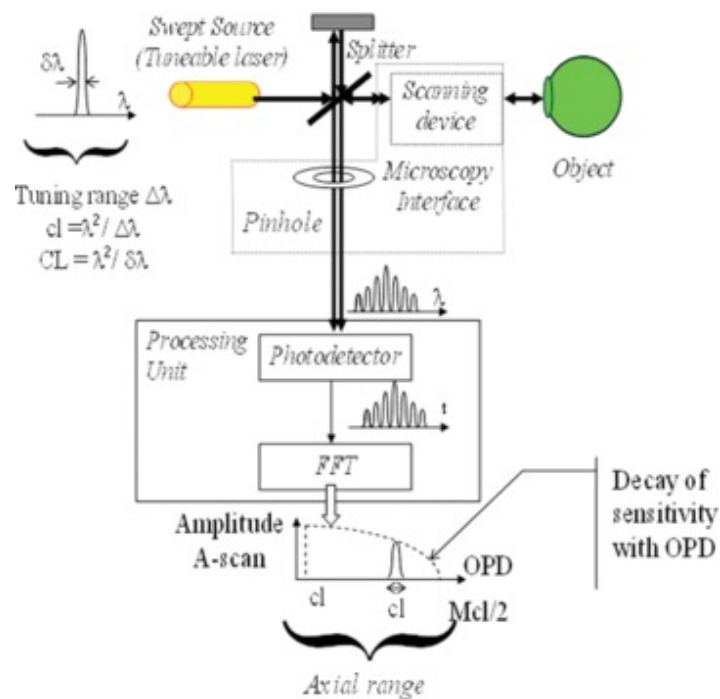 Swept Source
(Tuneable laser)
Splitter
δλ
λ
Scanning
device
Object
Tuning range Δλ
cl =λ²/ Δλ
CL = λ²/ δλ
Microscopy
Interface
Pinhole
λ
Processing
Unit
Photodetector
t
FFT
Decay of
sensitivity
with OPD
Amplitude
A-scan
OPD
cl
cl
Mcl/2
Axial range